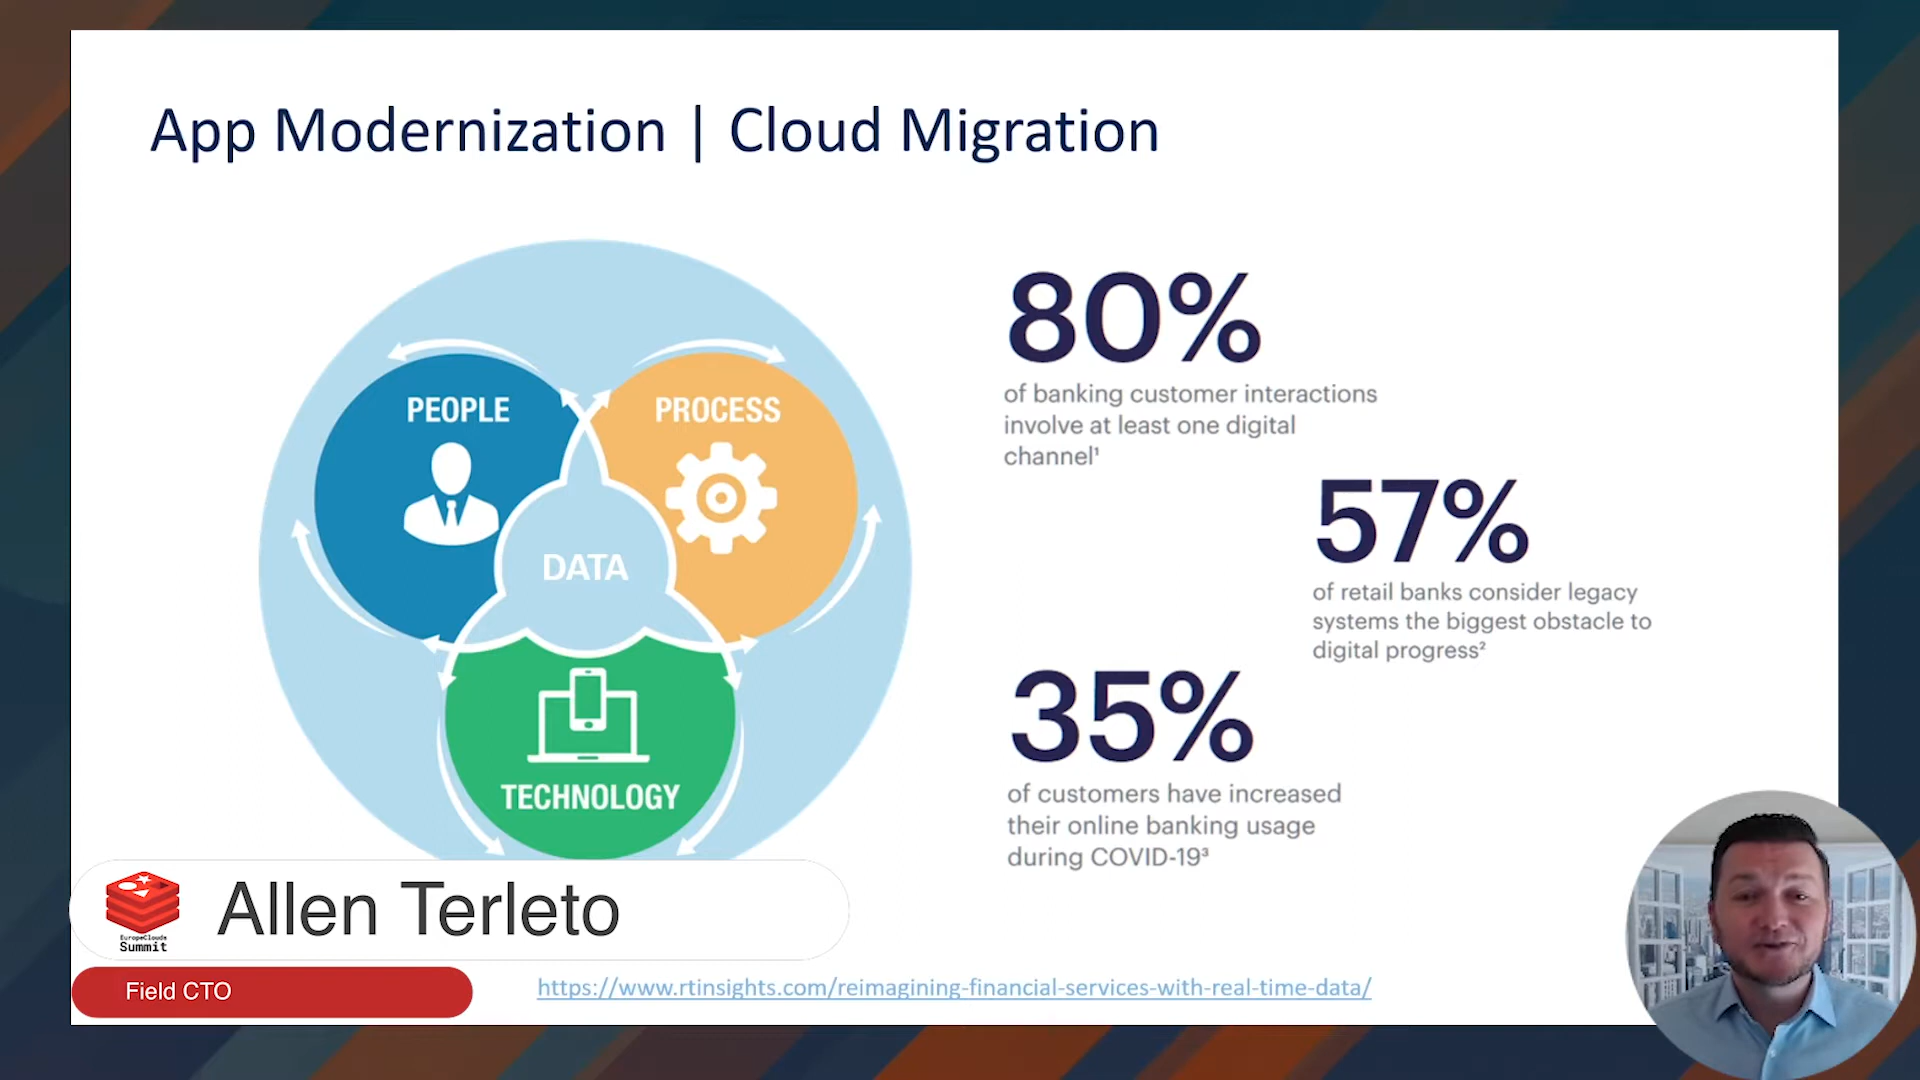 App Modernization | Cloud Migration
PEOPLE
PROCESS
DATA
TECHNOLOGY
80%
of banking customer interactions
involve at least one digital
channel¹
57%
of retail banks consider legacy
systems the biggest obstacle to
digital progress²
35%
of customers have increased
their online banking usage
during COVID-19³
EuropeClouds
Summit
Allen Terleto
Field CTO
https://www.rtinsights.com/reimagining-financial-services-with-real-time-data/